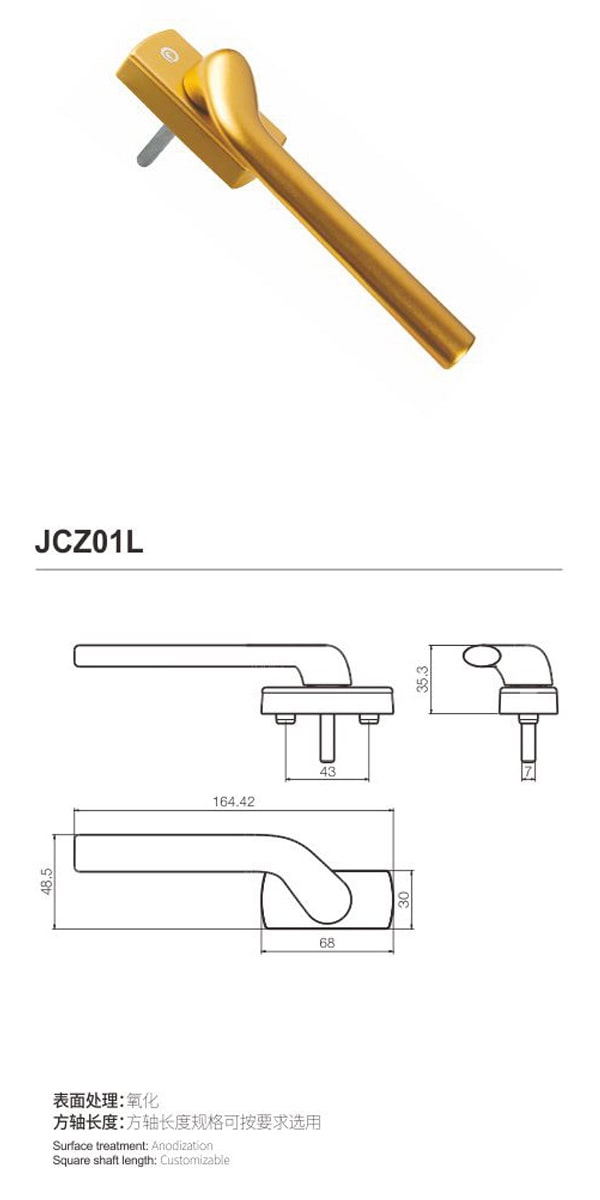 JCZ01L
35.3
43
7
164.42
48.5
30
68
表面处理：氧化
方轴长度：方轴长度规格可按要求选用
Surface treatment: Anodization
Square shaft length: Customizable